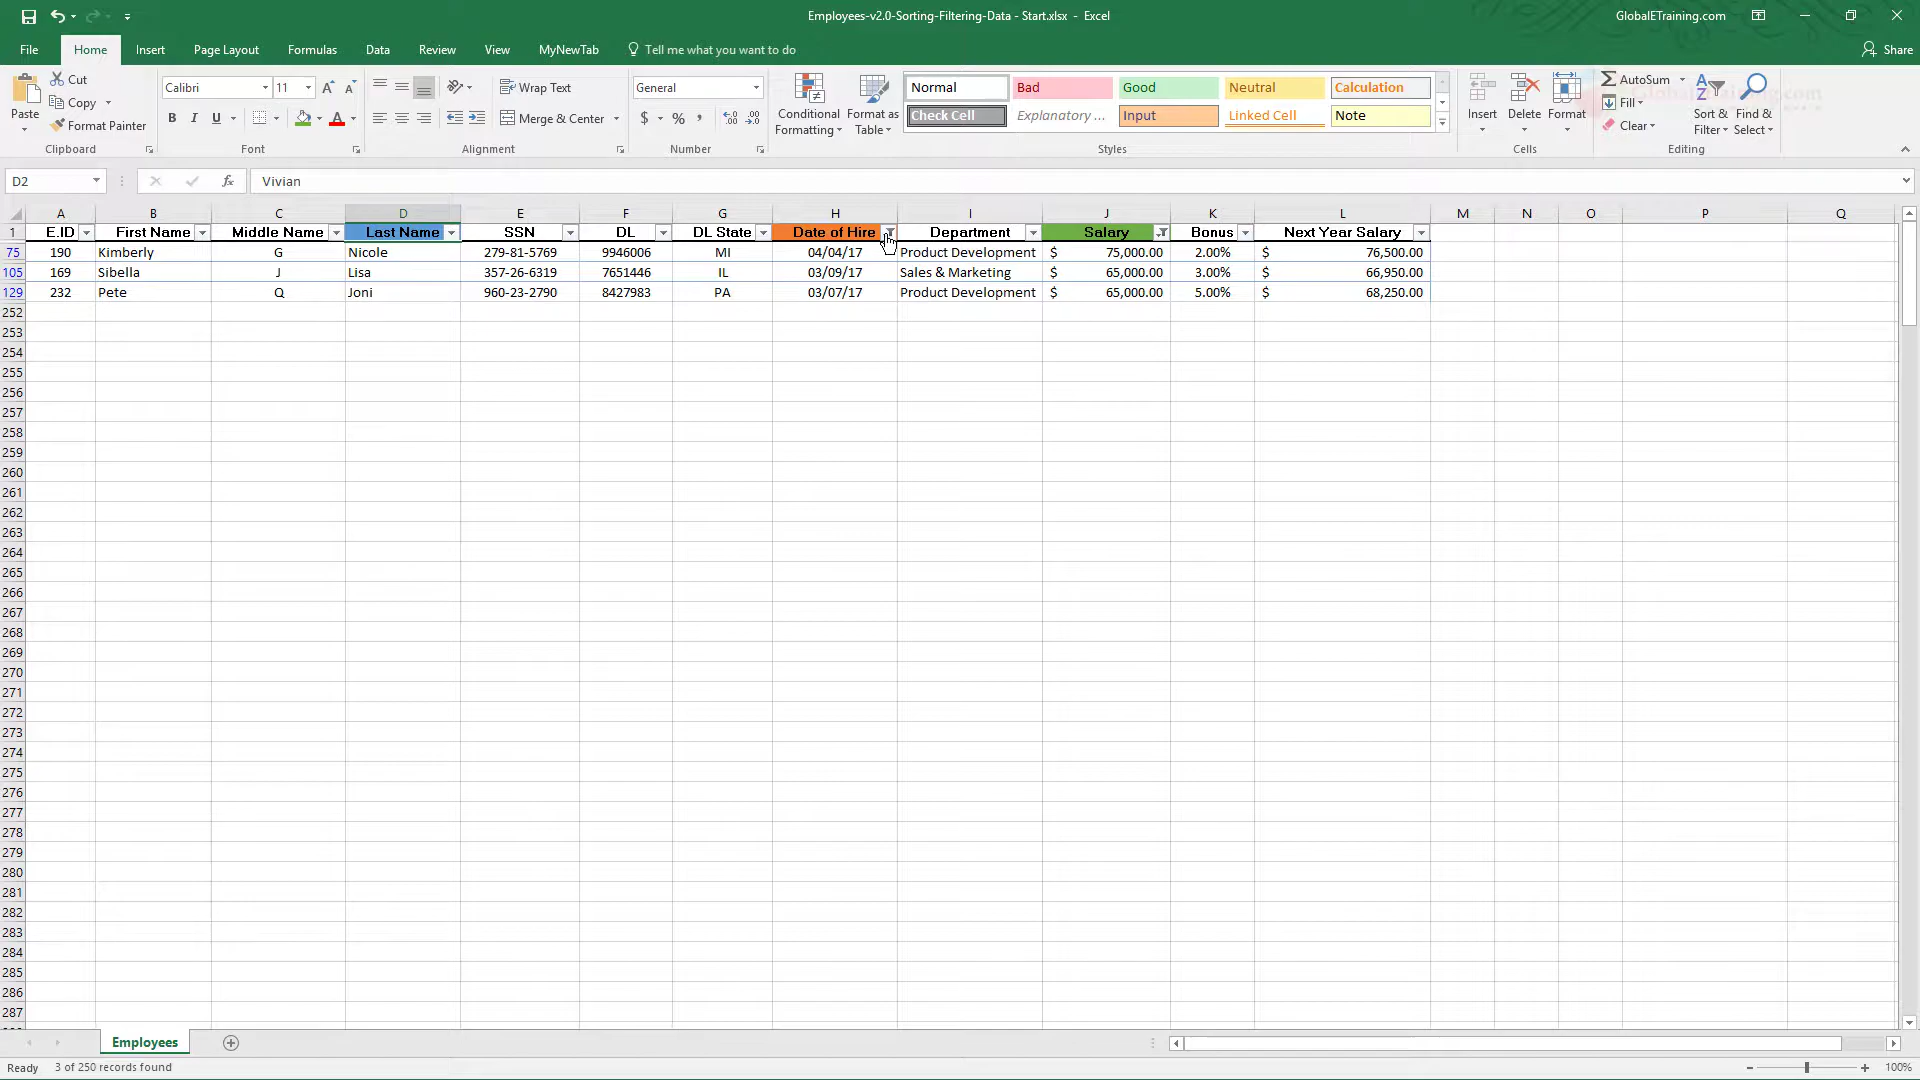 Employees-v2.0-Sorting-Filtering-Data - Start.xlsx - Excel
GlobalETraining.com
File Home Insert Page Layout Formulas Data Review View MyNewTab Tell me what you want to do Share
Paste
Cut
Copy
Format Painter
Clipboard
Calibri 11
B I U
Font
Wrap Text
Merge & Center
Alignment
General
$ % ,
Number
Conditional Formatting
Format as Table
Normal Bad Good Neutral Calculation
Check Cell Explanatory ... Input Linked Cell Note
Styles
Insert Delete Format
Cells
AutoSum
Fill
Clear
Sort & Filter
Find & Select
Editing
D2 fx Vivian
A B C D E F G H I J K L M N O P Q
1 E.ID First Name Middle Name Last Name SSN DL DL State Date of Hire Department Salary Bonus Next Year Salary
75 190 Kimberly G Nicole 279-81-5769 9946006 MI 04/04/17 Product Development $ 75,000.00 2.00% $ 76,500.00
105 169 Sibella J Lisa 357-26-6319 7651446 IL 03/09/17 Sales & Marketing $ 65,000.00 3.00% $ 66,950.00
129 232 Pete Q Joni 960-23-2790 8427983 PA 03/07/17 Product Development $ 65,000.00 5.00% $ 68,250.00
252
253
254
255
256
257
258
259
260
261
262
263
264
265
266
267
268
269
270
271
272
273
274
275
276
277
278
279
280
281
282
283
284
285
286
287
Employees
Ready 3 of 250 records found 100%